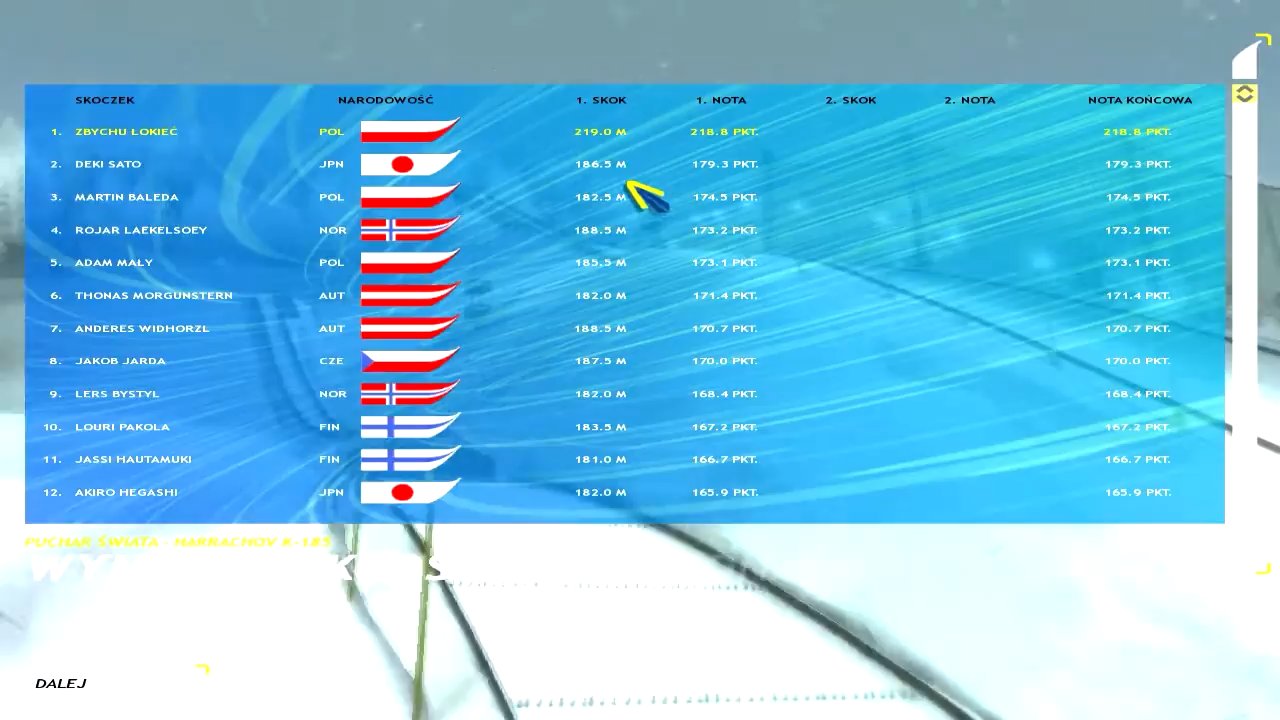 SKOCZEK NARODOWOŚĆ 1. SKOK 1. NOTA 2. SKOK 2. NOTA NOTA KOŃCOWA
1. ZBYCHU ŁOKIEĆ POL 219.0 M 218.8 PKT. 218.8 PKT.
2. DEKI SATO JPN 186.5 M 179.3 PKT. 179.3 PKT.
3. MARTIN BALEDA POL 182.5 M 174.5 PKT. 174.5 PKT.
4. ROJAR LAEKELSOEY NOR 188.5 M 173.2 PKT. 173.2 PKT.
5. ADAM MAŁY POL 185.5 M 173.1 PKT. 173.1 PKT.
6. THONAS MORGUNSTERN AUT 182.0 M 171.4 PKT. 171.4 PKT.
7. ANDERES WIDHORZL AUT 188.5 M 170.7 PKT. 170.7 PKT.
8. JAKOB JARDA CZE 187.5 M 170.0 PKT. 170.0 PKT.
9. LERS BYSTYL NOR 182.0 M 168.4 PKT. 168.4 PKT.
10. LOURI PAKOLA FIN 183.5 M 167.2 PKT. 167.2 PKT.
11. JASSI HAUTAMUKI FIN 181.0 M 166.7 PKT. 166.7 PKT.
12. AKIRO HEGASHI JPN 182.0 M 165.9 PKT. 165.9 PKT.
PUCHAR ŚWIATA - HARRACHOV K-185
DALEJ